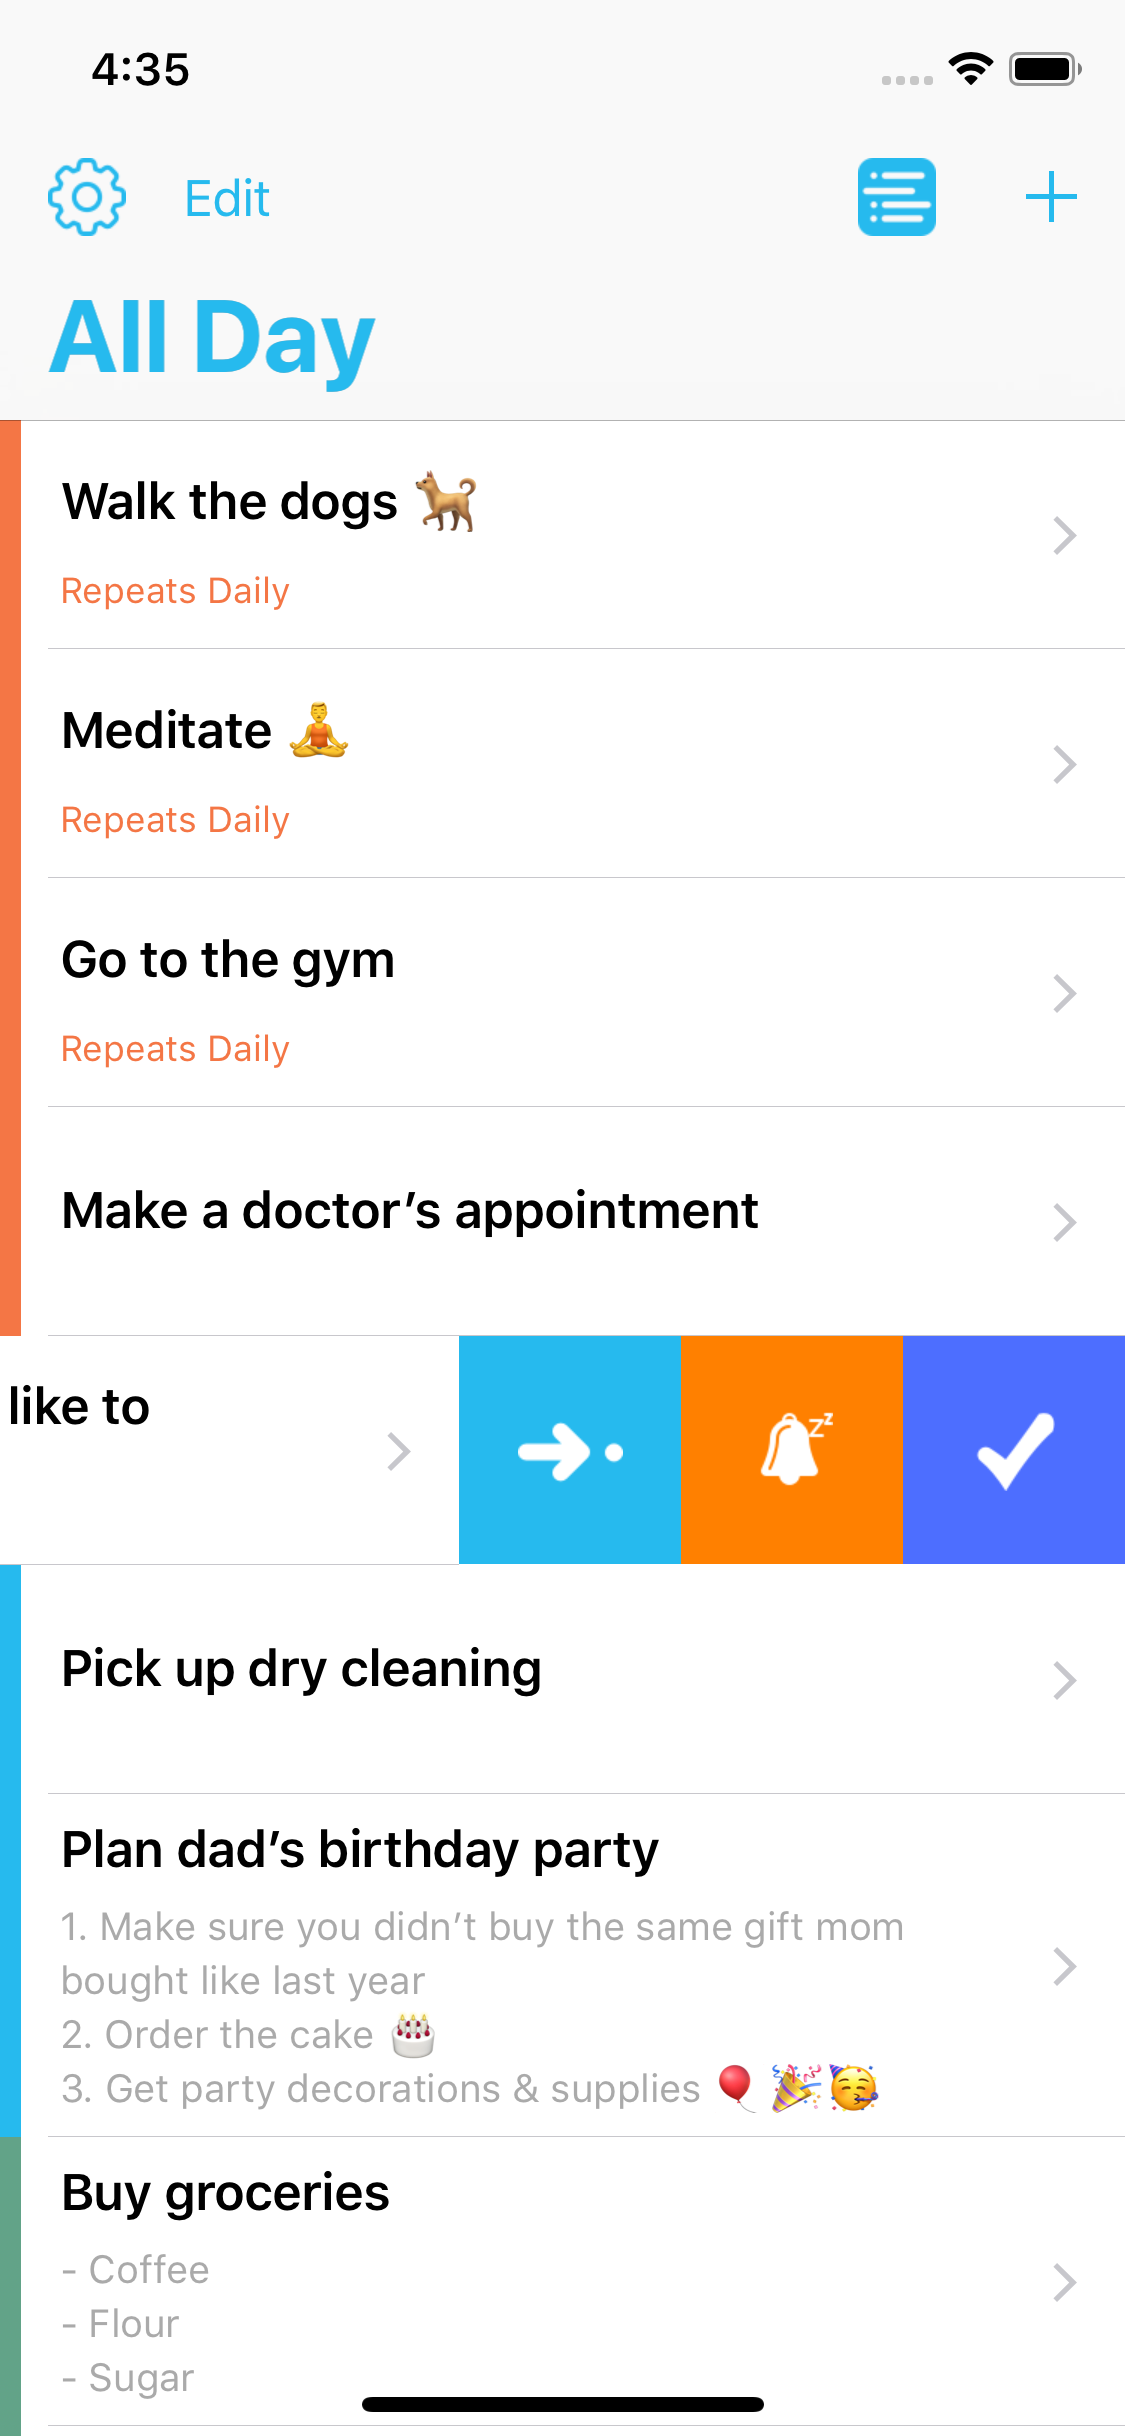 4:35
Edit
All Day
Walk the dogs 🐕
Repeats Daily
Meditate 🧘‍♂️
Repeats Daily
Go to the gym
Repeats Daily
Make a doctor’s appointment
like to
zz
Pick up dry cleaning
Plan dad’s birthday party
1. Make sure you didn’t buy the same gift mom
bought like last year
2. Order the cake 🎂
3. Get party decorations & supplies 🎈 🎉🥳
Buy groceries
- Coffee
- Flour
- Sugar